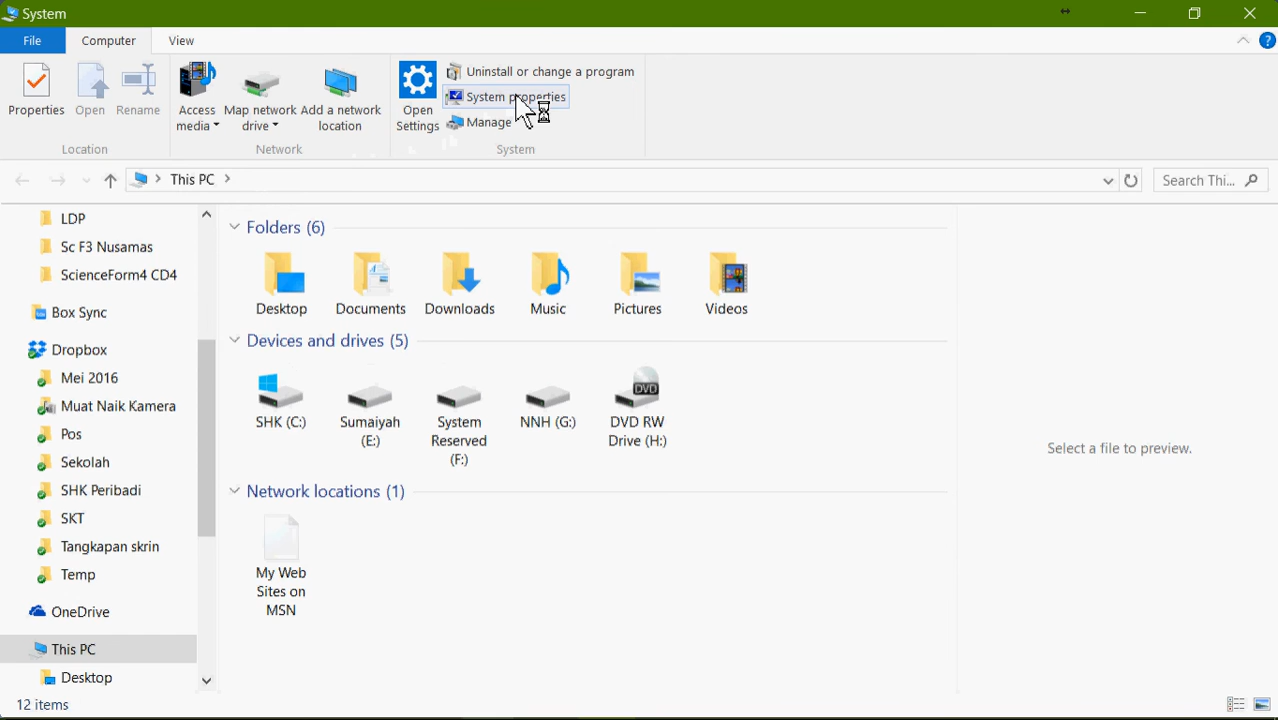 System
File
Computer
View
Properties
Open
Rename
Location
Access
media
Map network
drive
Add a network
location
Network
Open
Settings
Uninstall or change a program
System properties
Manage
System
This PC
Search Thi...
LDP
Sc F3 Nusamas
ScienceForm4 CD4
Box Sync
Dropbox
Mei 2016
Muat Naik Kamera
Pos
Sekolah
SHK Peribadi
SKT
Tangkapan skrin
Temp
OneDrive
This PC
Desktop
Folders (6)
Desktop
Documents
Downloads
Music
Pictures
Videos
Devices and drives (5)
SHK (C:)
Sumaiyah
(E:)
System
Reserved
(F:)
NNH (G:)
DVD
DVD RW
Drive (H:)
Network locations (1)
My Web
Sites on
MSN
Select a file to preview.
12 items